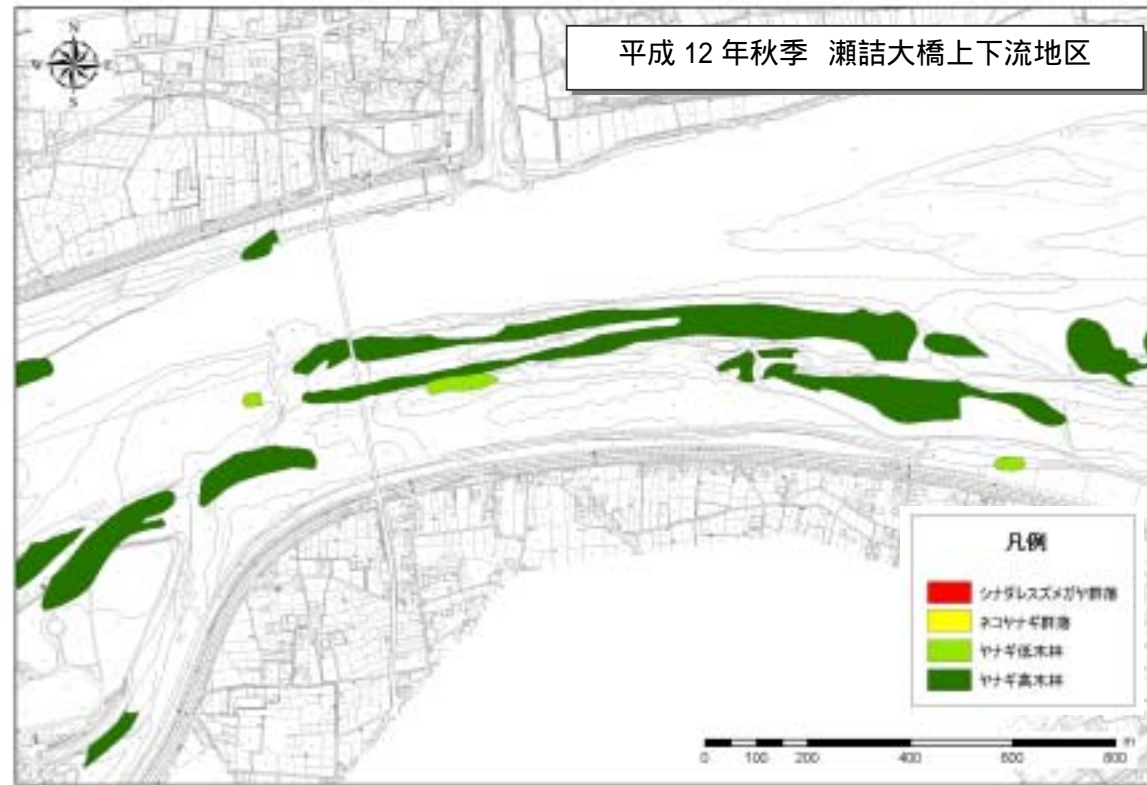 平成 12 年秋季 瀬詰大橋上下流地区
N
W E
S
凡例
シナダレスズメガヤ群落
ネコヤナギ群落
ヤナギ低木林
ヤナギ高木林
m
0 100 200 400 600 800